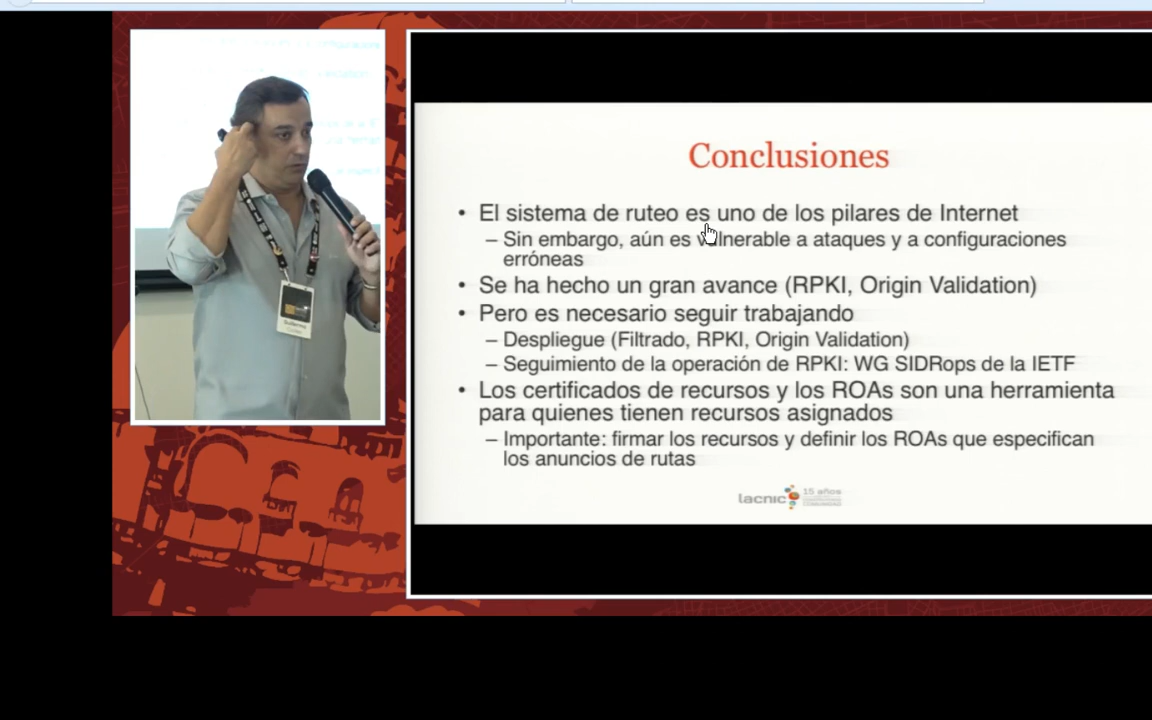 Conclusiones
• El sistema de ruteo es uno de los pilares de Internet
– Sin embargo, aún es vulnerable a ataques y a configuraciones
erróneas
• Se ha hecho un gran avance (RPKI, Origin Validation)
• Pero es necesario seguir trabajando
– Despliegue (Filtrado, RPKI, Origin Validation)
– Seguimiento de la operación de RPKI: WG SIDRops de la IETF
• Los certificados de recursos y los ROAs son una herramienta
para quienes tienen recursos asignados
– Importante: firmar los recursos y definir los ROAs que especifican
los anuncios de rutas
lacnic 15 años
Guillermo